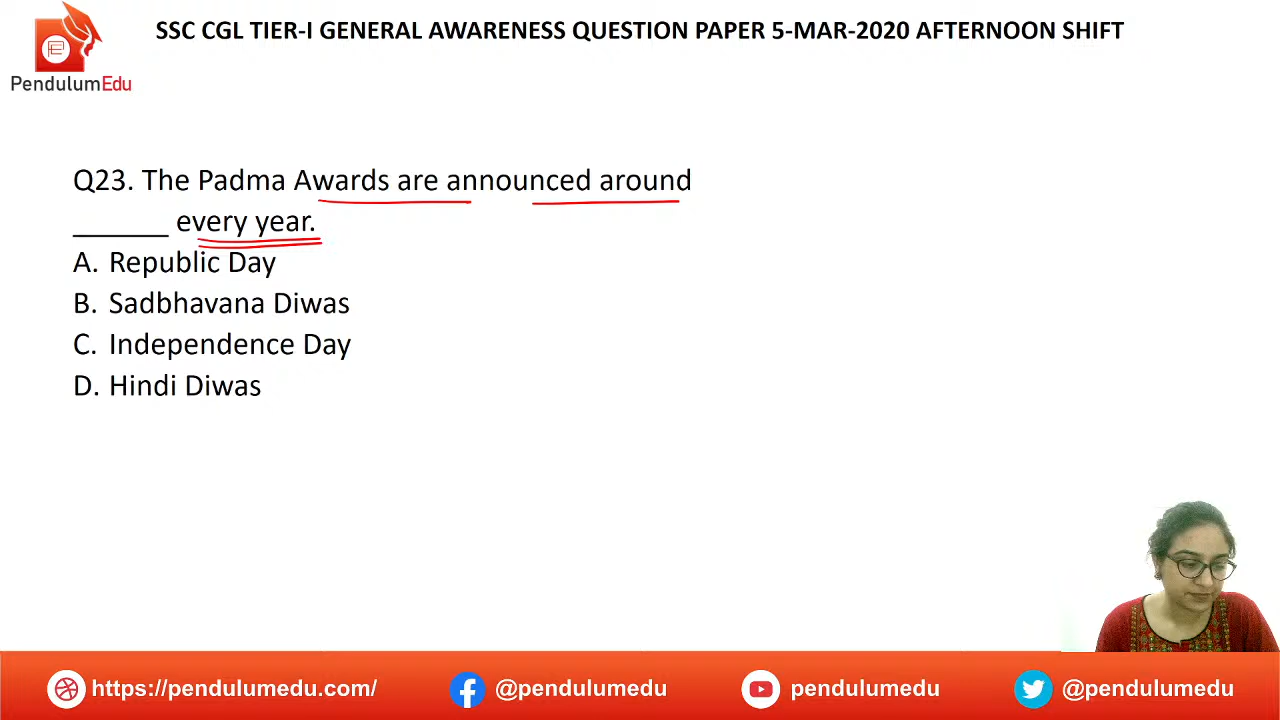 SSC CGL TIER-I GENERAL AWARENESS QUESTION PAPER 5-MAR-2020 AFTERNOON SHIFT
PendulumEdu
Q23. The Padma Awards are announced around
______ every year.
A. Republic Day
B. Sadbhavana Diwas
C. Independence Day
D. Hindi Diwas
https://pendulumedu.com/ @pendulumedu pendulumedu @pendulumedu